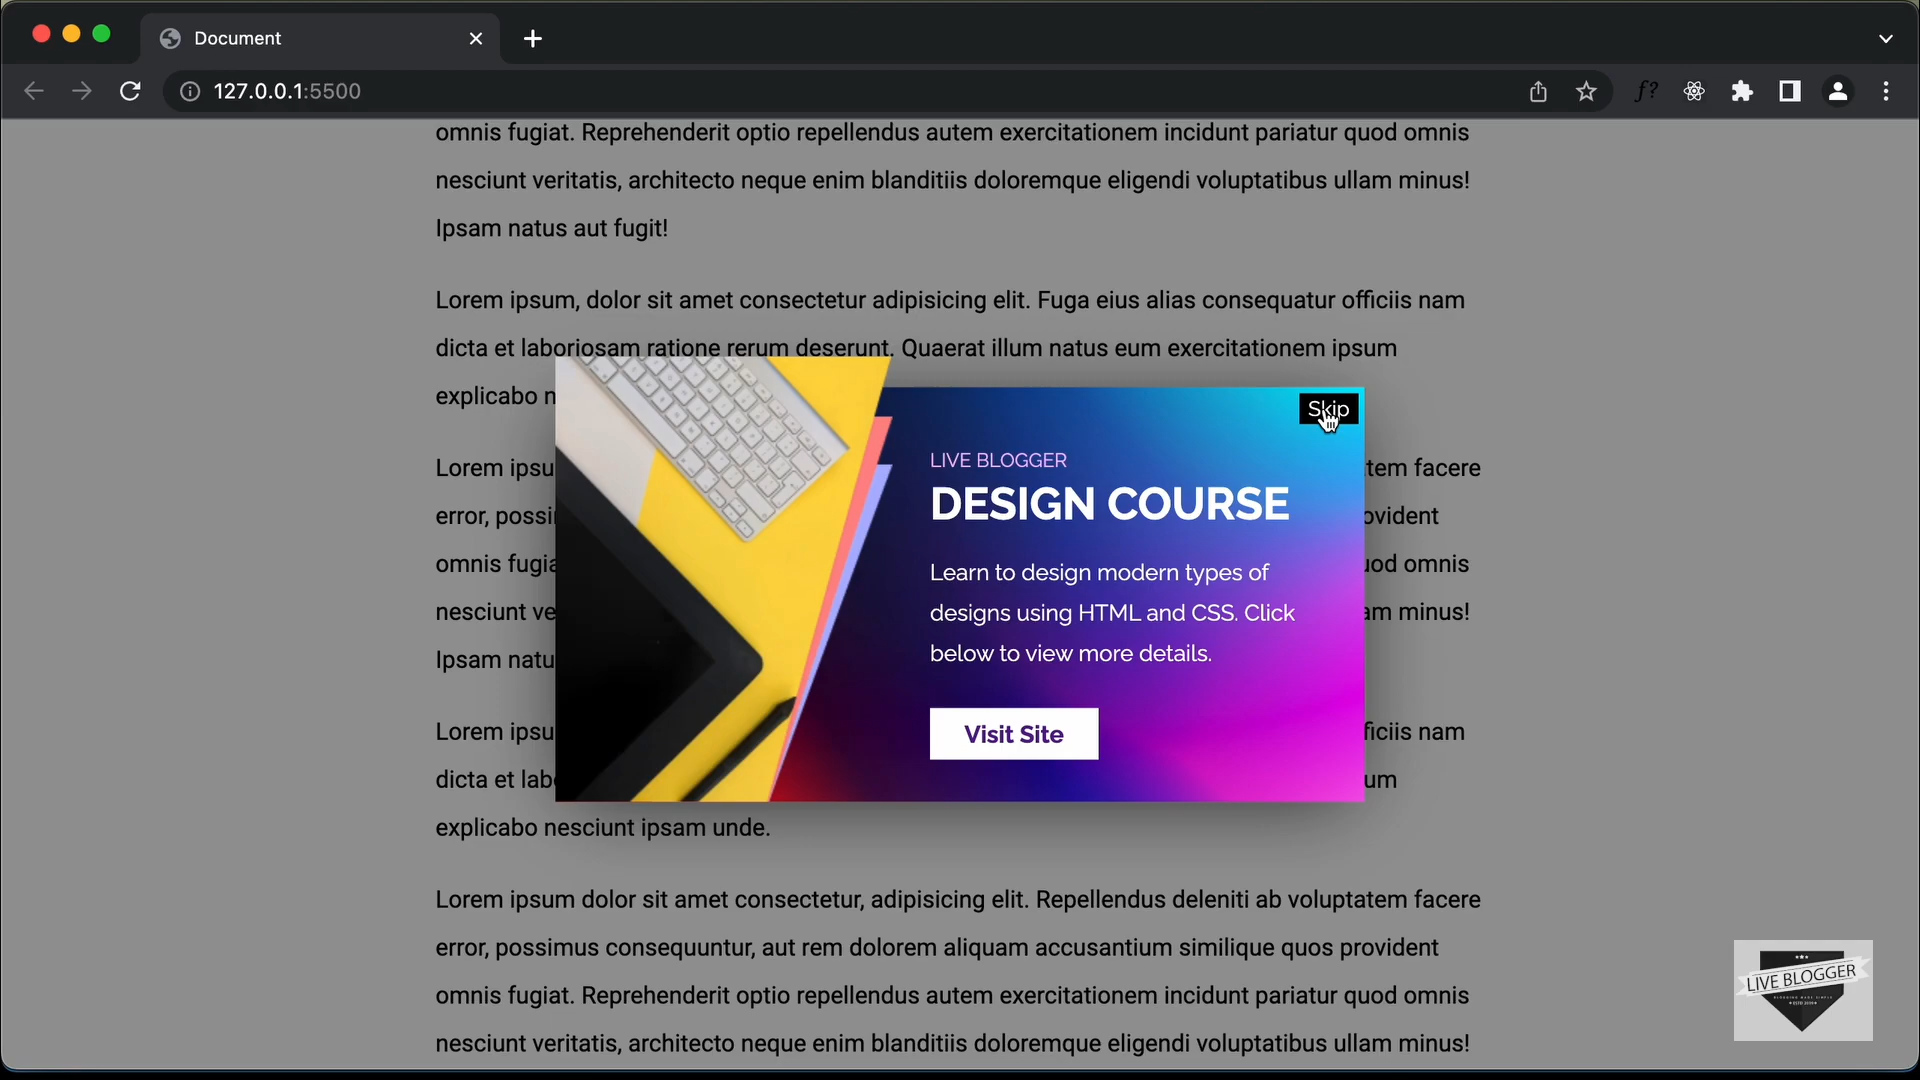 Document
127.0.0.1:5500
f?
omnis fugiat. Reprehenderit optio repellendus autem exercitationem incidunt pariatur quod omnis
nesciunt veritatis, architecto neque enim blanditiis doloremque eligendi voluptatibus ullam minus!
Ipsam natus aut fugit!
Lorem ipsum, dolor sit amet consectetur adipisicing elit. Fuga eius alias consequatur officiis nam
dicta et laboriosam ratione rerum deserunt. Quaerat illum natus eum exercitationem ipsum
explicabo n
Skip
LIVE BLOGGER
DESIGN COURSE
Learn to design modern types of
designs using HTML and CSS. Click
below to view more details.
Visit Site
Lorem ipsu tem facere
error, possi ovident
omnis fugia uod omnis
nesciunt ve am minus!
Ipsam natu
Lorem ipsu ficiis nam
dicta et lab um
explicabo nesciunt ipsam unde.
Lorem ipsum dolor sit amet consectetur, adipisicing elit. Repellendus deleniti ab voluptatem facere
error, possimus consequuntur, aut rem dolorem aliquam accusantium similique quos provident
omnis fugiat. Reprehenderit optio repellendus autem exercitationem incidunt pariatur quod omnis
nesciunt veritatis, architecto neque enim blanditiis doloremque eligendi voluptatibus ullam minus!
LIVE BLOGGER
BLOGGING MADE SIMPLE